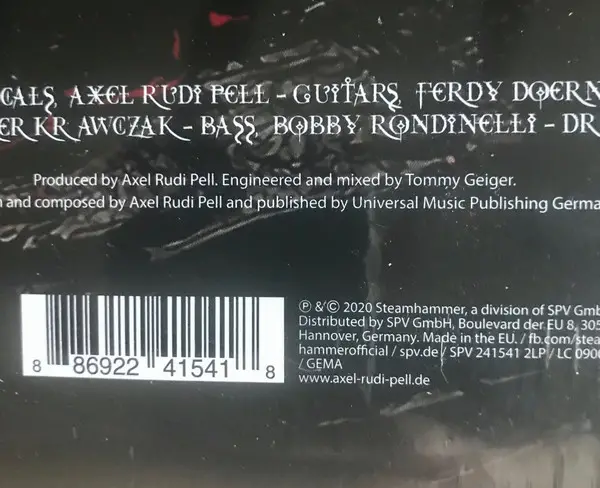 CALS, AXEL RUDI PELL - GUITARS, FERDY DOERN
ER KRAWCZAK - BASS, BOBBY RONDINELLI - DR
Produced by Axel Rudi Pell. Engineered and mixed by Tommy Geiger.
n and composed by Axel Rudi Pell and published by Universal Music Publishing Germa
℗ & © 2020 Steamhammer, a division of SPV Gmb
Distributed by SPV GmbH, Boulevard der EU 8, 305
Hannover, Germany. Made in the EU. / fb.com/stea
hammerofficial / spv.de / SPV 241541 2LP / LC 0900
/ GEMA
www.axel-rudi-pell.de
8 86922 41541 8